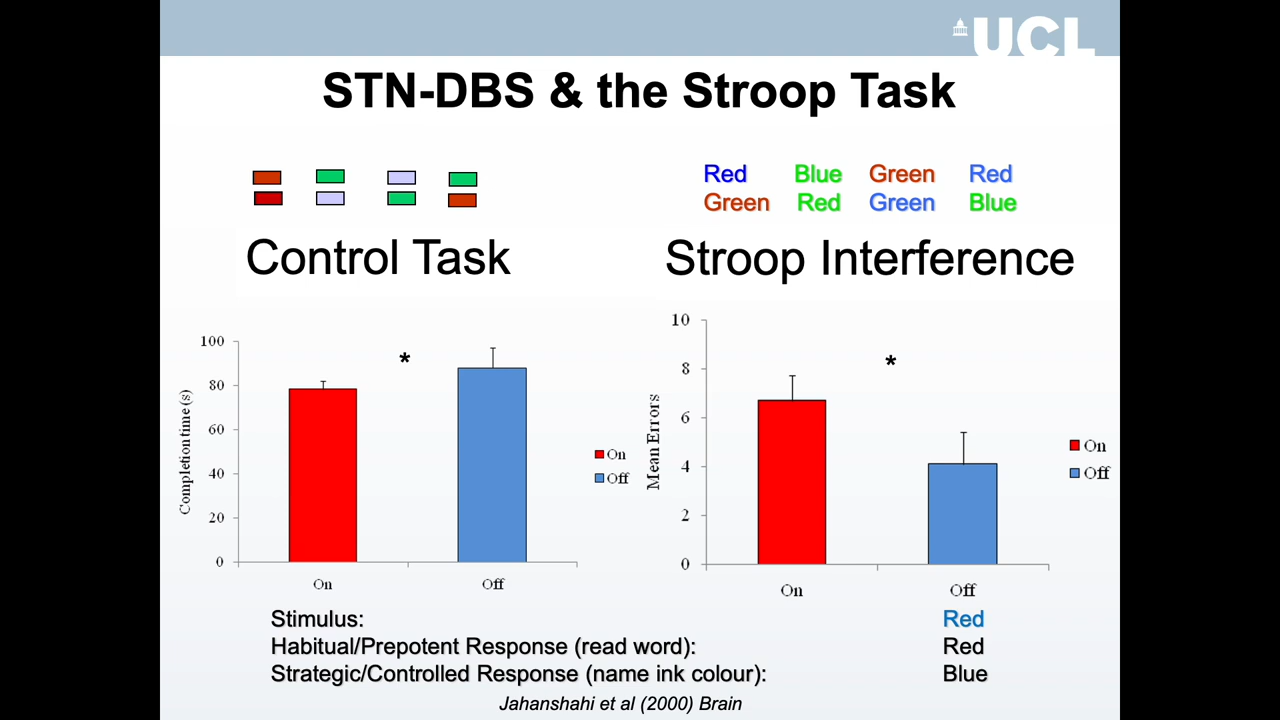 UCL
STN-DBS & the Stroop Task
Red Blue Green Red
Green Red Green Blue
Control Task
Stroop Interference
Completion time (s)
100
80
60
40
20
0
*
On
Off
On
Off
Mean Errors
10
8
6
4
2
0
*
On
Off
On
Off
Stimulus: Red
Habitual/Prepotent Response (read word): Red
Strategic/Controlled Response (name ink colour): Blue
Jahanshahi et al (2000) Brain